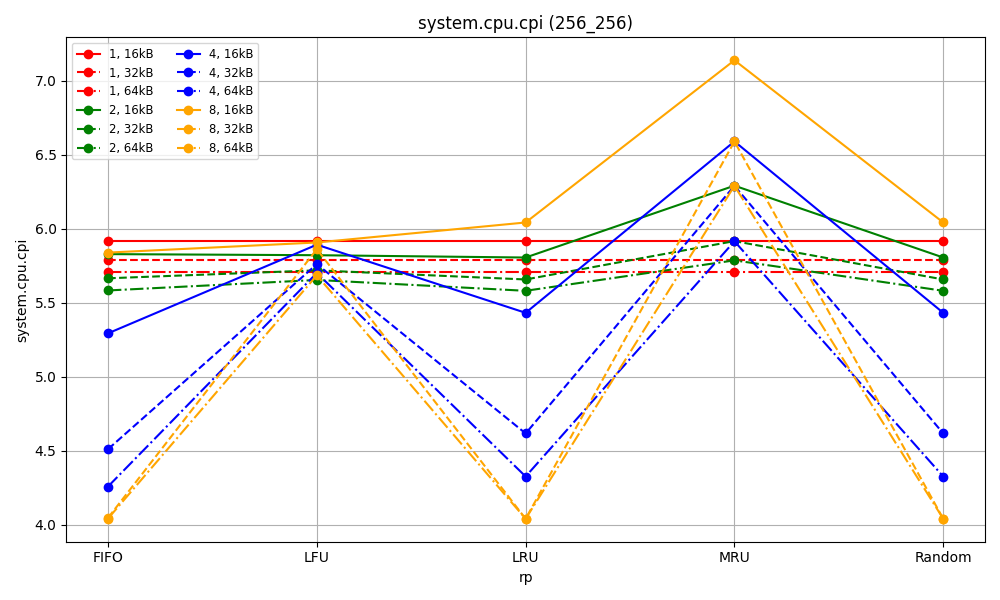 system.cpu.cpi (256_256)
1, 16kB
1, 32kB
1, 64kB
2, 16kB
2, 32kB
2, 64kB
4, 16kB
4, 32kB
4, 64kB
8, 16kB
8, 32kB
8, 64kB
system.cpu.cpi
7.0
6.5
6.0
5.5
5.0
4.5
4.0
FIFO LFU LRU MRU Random
rp